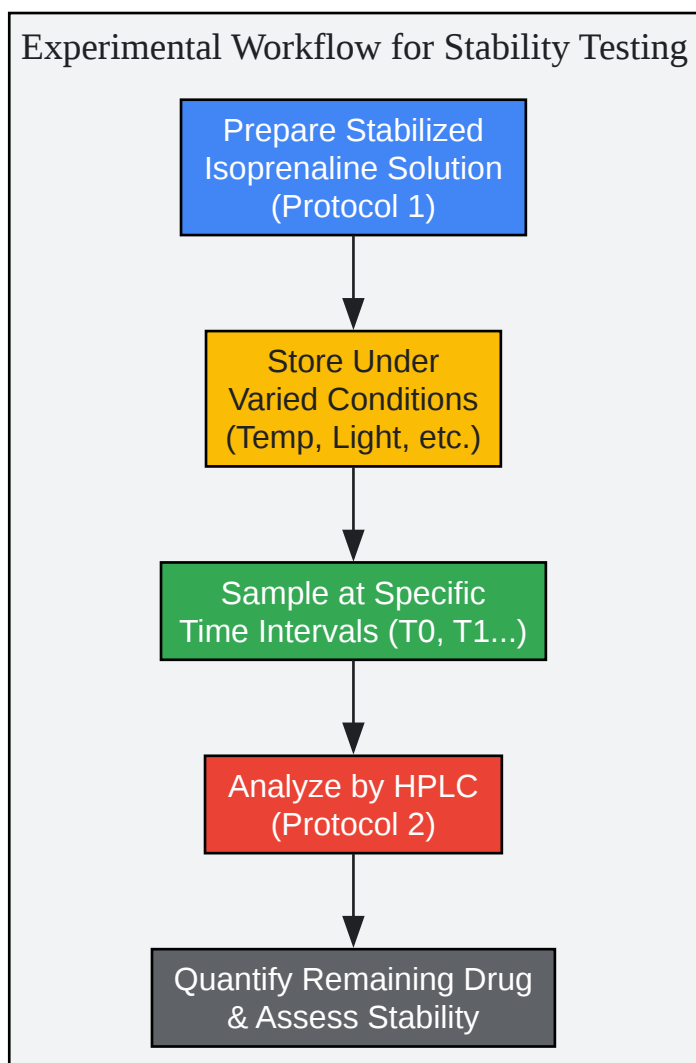 Experimental Workflow for Stability Testing
Prepare Stabilized
Isoprenaline Solution
(Protocol 1)
Store Under
Varied Conditions
(Temp, Light, etc.)
Sample at Specific
Time Intervals (T0, T1...)
Analyze by HPLC
(Protocol 2)
Quantify Remaining Drug
& Assess Stability